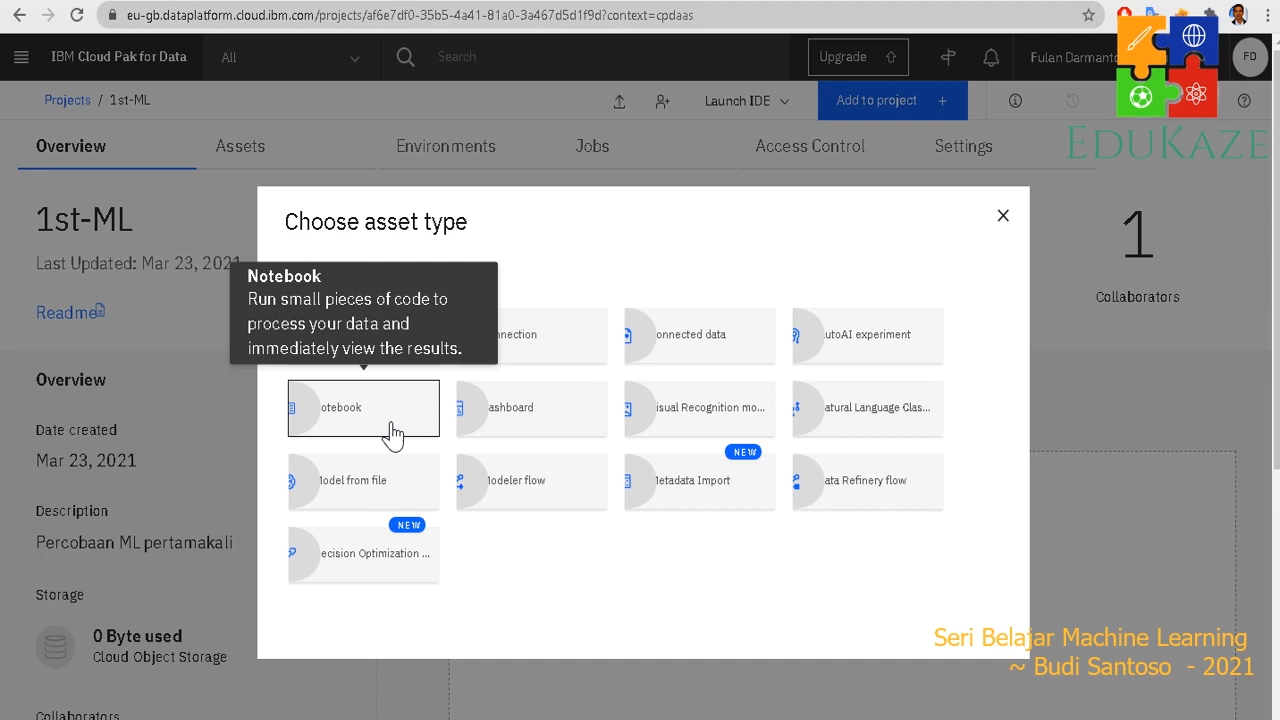 eu-gb.dataplatform.cloud.ibm.com/projects/af6e7df0-35b5-4a41-81a0-3a467d5d1f9d?context=cpdaas
IBM Cloud Pak for Data
All
Search
Upgrade
Fulan Darmanto
FD
Projects / 1st-ML
Launch IDE
Add to project +
EDUKAZE
Overview
Assets
Environments
Jobs
Access Control
Settings
1st-ML
Last Updated: Mar 23, 2021
Readme
Choose asset type
1
Collaborators
Notebook
Run small pieces of code to
process your data and
immediately view the results.
nnection
onnected data
utoAI experiment
otebook
ashboard
isual Recognition mo...
atural Language Clas...
NEW
odel from file
odeler flow
etadata Import
ata Refinery flow
NEW
ecision Optimization ...
Overview
Date created
Mar 23, 2021
Description
Percobaan ML pertamakali
Storage
0 Byte used
Cloud Object Storage
Collaborators
Seri Belajar Machine Learning
~ Budi Santoso - 2021